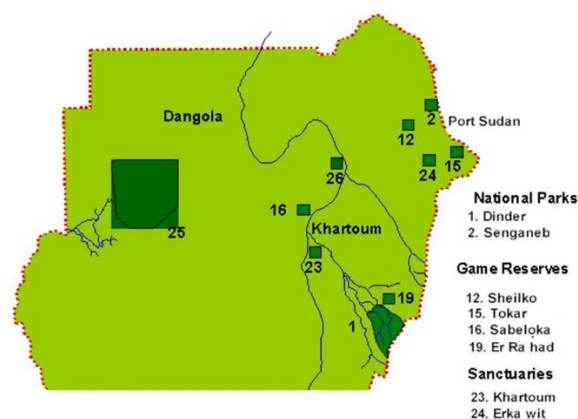 Dangola
2
Port Sudan
12
15
24
26
16
Khartoum
25
23
19
1
National Parks
1. Dinder
2. Senganeb
Game Reserves
12. Sheilko
15. Tokar
16. Sabeloka
19. Er Ra had
Sanctuaries
23. Khartoum
24. Erka wit